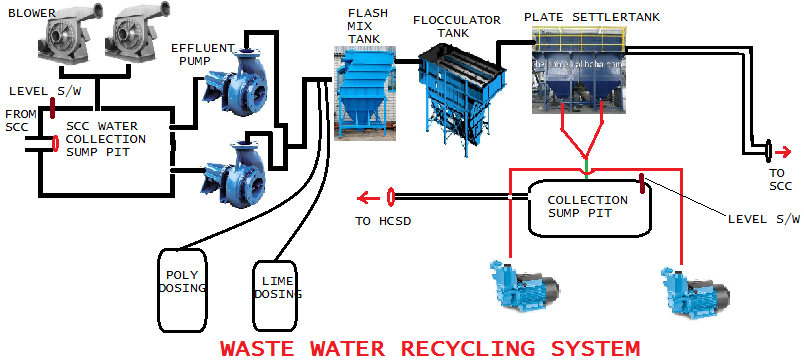 BLOWER
EFFLUENT
PUMP
FLASH
MIX
TANK
FLOCCULATOR
TANK
PLATE SETTLERTANK
LEVEL S/W
FROM
SCC
SCC WATER
COLLECTION
SUMP PIT
TO
SCC
TO HCSD
COLLECTION
SUMP PIT
LEVEL S/W
POLY
DOSING
LIME
DOSING
WASTE WATER RECYCLING SYSTEM